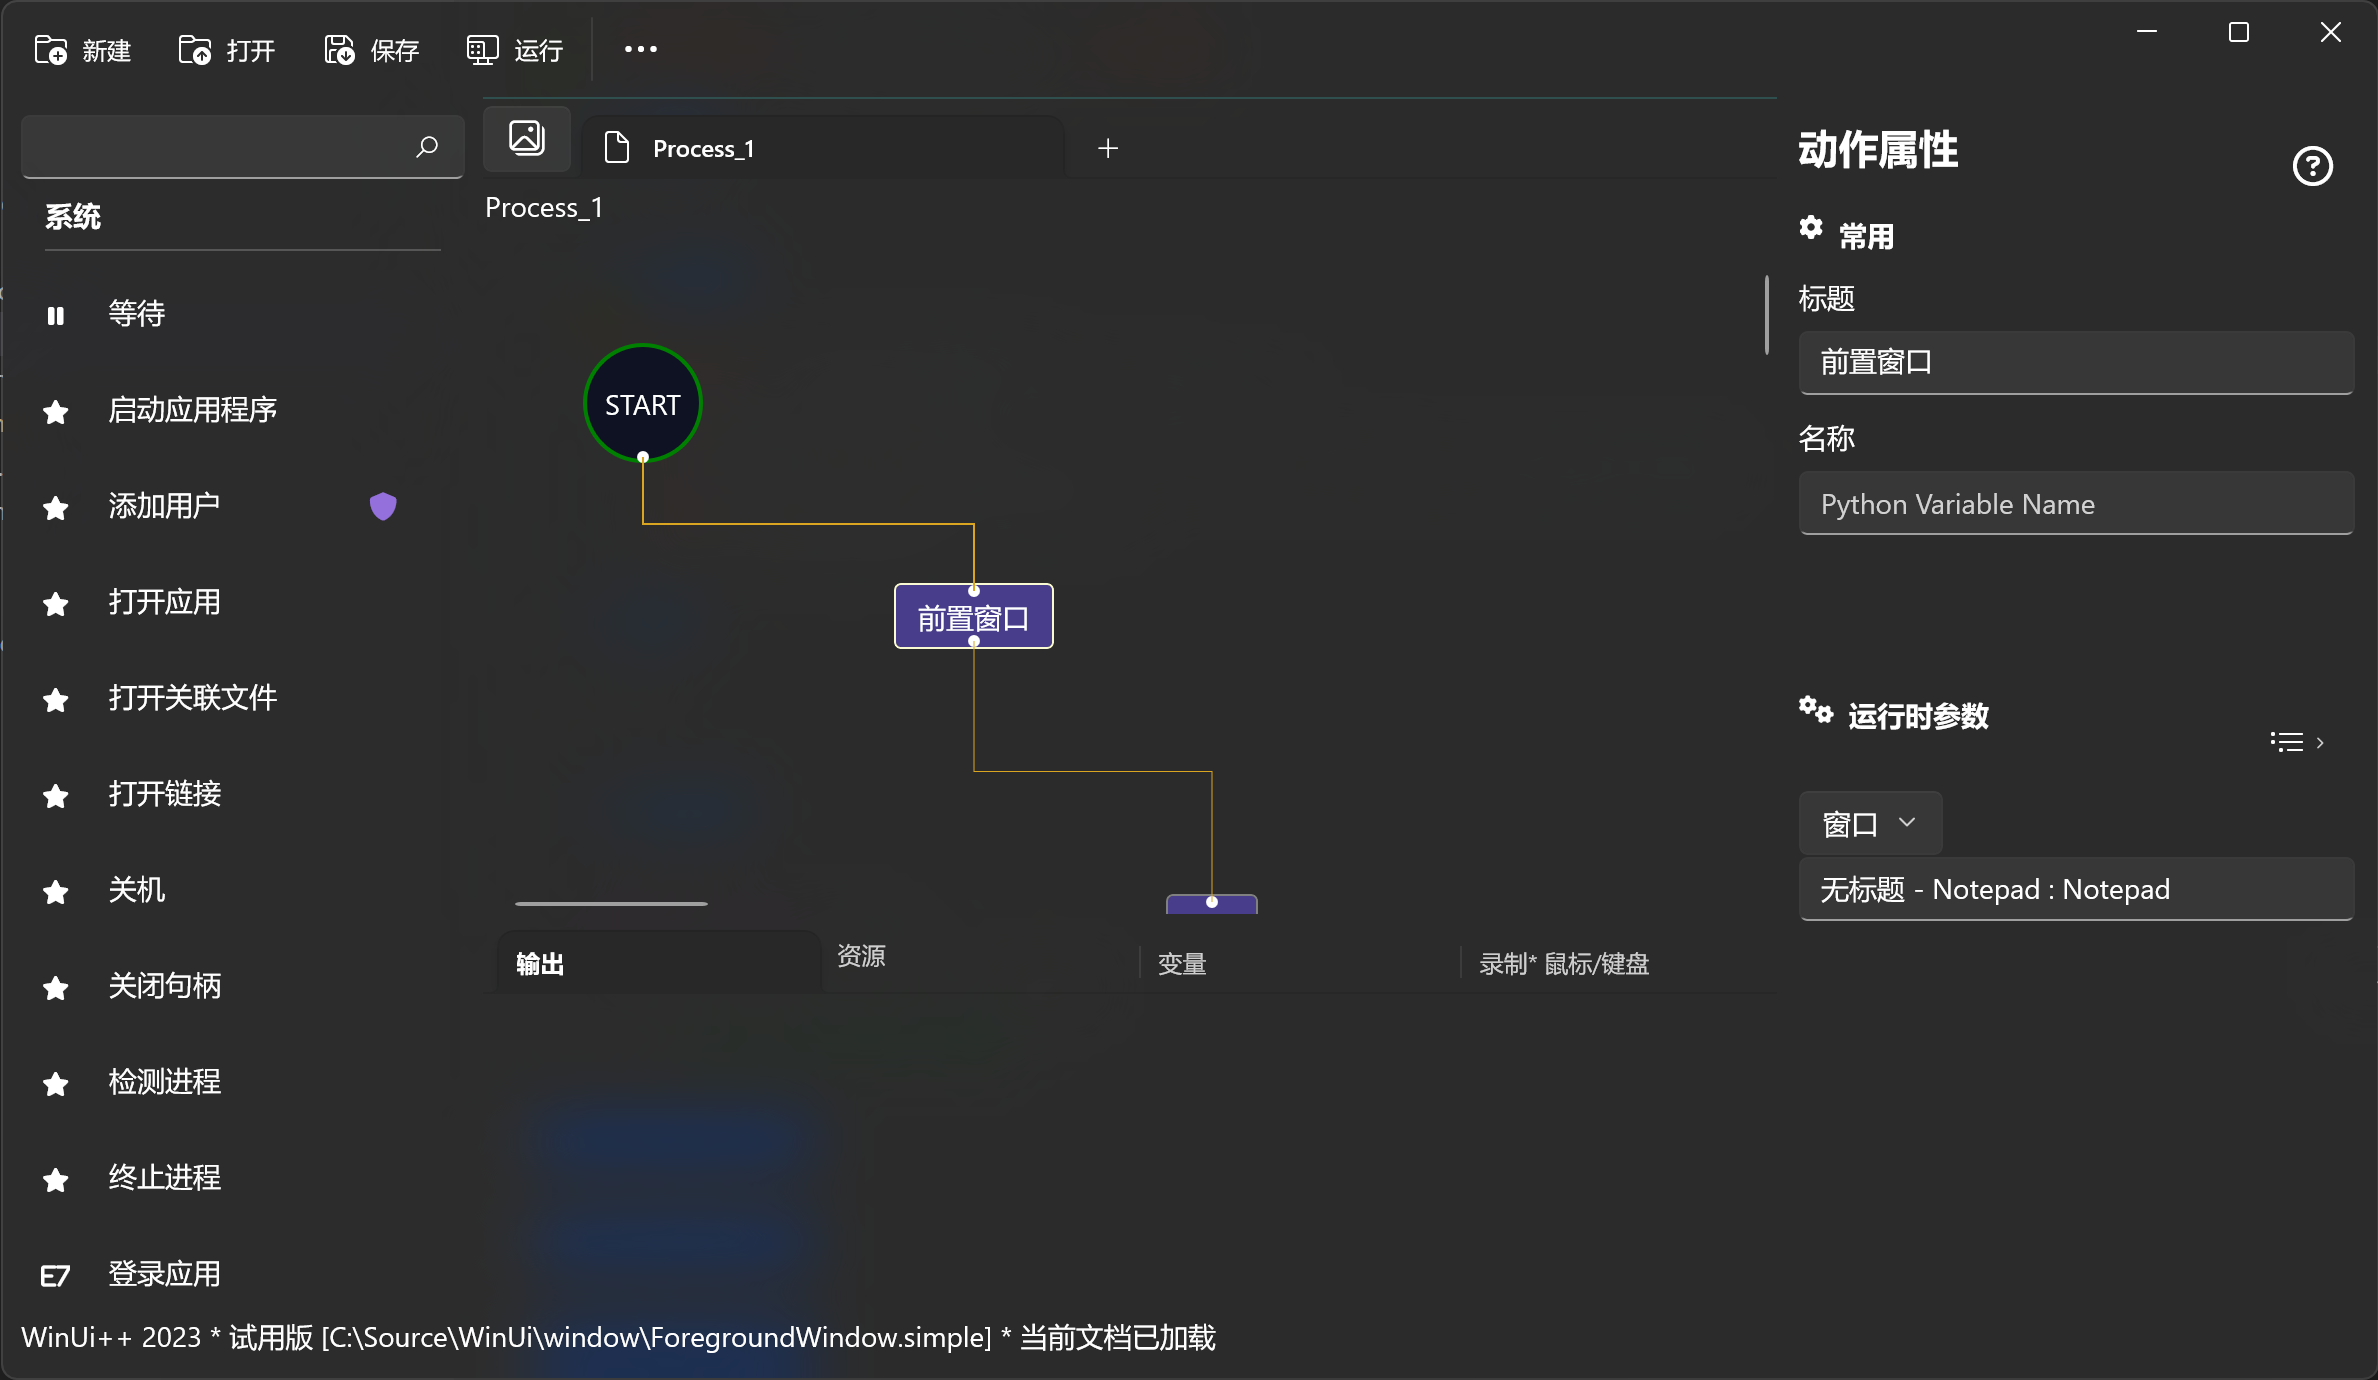 新建 打开 保存 运行
Process_1
系统
等待
启动应用程序
添加用户
打开应用
打开关联文件
打开链接
关机
关闭句柄
检测进程
终止进程
登录应用
Process_1
START
前置窗口
输出 资源 变量 录制* 鼠标/键盘
动作属性
常用
标题
前置窗口
名称
Python Variable Name
运行时参数
窗口
无标题 - Notepad : Notepad
WinUi++ 2023 * 试用版 [C:\Source\WinUi\window\ForegroundWindow.simple] * 当前文档已加载